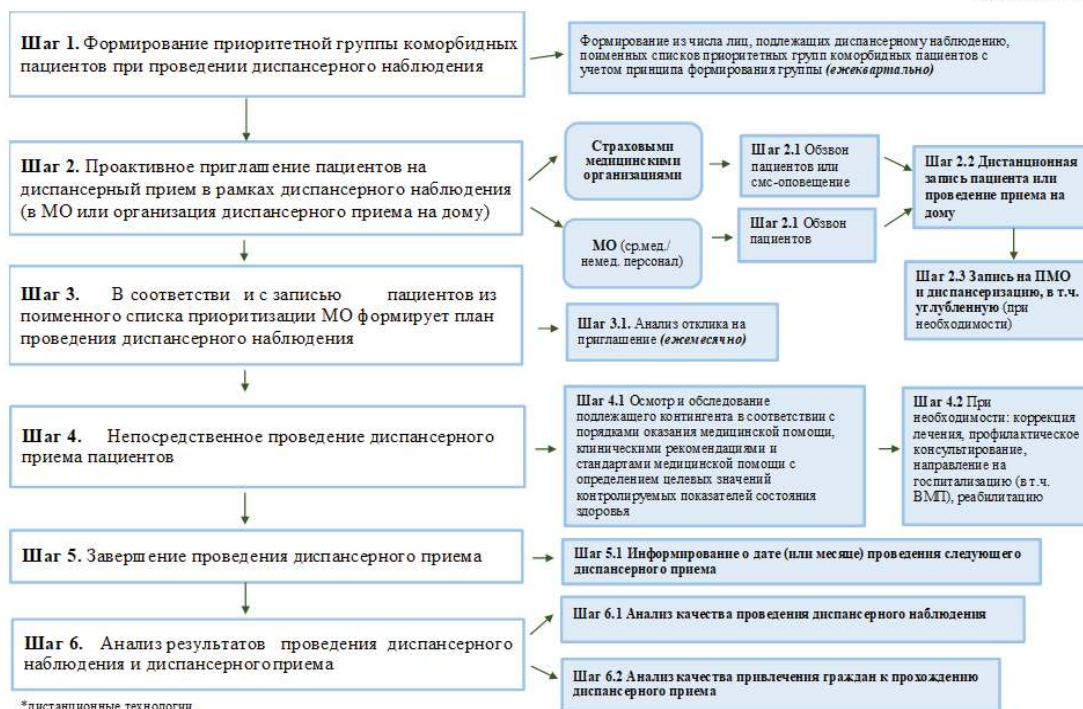 Шаг 1. Формирование приоритетной группы коморбидных
пациентов при проведении диспансерного наблюдения
Формирование из числа лиц, подлежащих диспансерному наблюдению,
поименных списков приоритетных групп коморбидных пациентов с
учетом принципа формирования группы (ежеквартально)
Шаг 2. Проактивное приглашение пациентов на
диспансерный прием в рамках диспансерного наблюдения
(в МО или организация диспансерного приема на дому)
Страховыми
медицинскими
организациями
Шаг 2.1 Обзвон
пациентов или
смс-оповещение
МО (ср.мед./
немед. персонал)
Шаг 2.1 Обзвон
пациентов
Шаг 2.2 Дистанционная
запись пациента или
проведение приема на
дому
Шаг 2.3 Запись на ПМО
и диспансеризацию, в т.ч.
углубленную (при
необходимости)
Шаг 3. В соответстви и с записью пациентов из
поименного списка приоритизации МО формирует план
проведения диспансерного наблюдения
Шаг 3.1. Анализ отклика на
приглашение (ежемесячно)
Шаг 4. Непосредственное проведение диспансерного
приема пациентов
Шаг 4.1 Осмотр и обследование
подлежащего контингента в соответствии с
порядками оказания медицинской помощи,
клиническими рекомендациями и
стандартами медицинской помощи с
определением целевых значений
контролируемых показателей состояния
здоровья
Шаг 4.2 При
необходимости: коррекция
лечения, профилактическое
консультирование,
направление на
госпитализацию (в т.ч.
ВМП), реабилитацию
Шаг 5. Завершение проведения диспансерного приема
Шаг 5.1 Информирование о дате (или месяце) проведения следующего
диспансерного приема
Шаг 6. Анализ результатов проведения диспансерного
наблюдения и диспансерного приема
Шаг 6.1 Анализ качества проведения диспансерного наблюдения
Шаг 6.2 Анализ качества привлечения граждан к прохождению
диспансерного приема
*дистанционные технологии